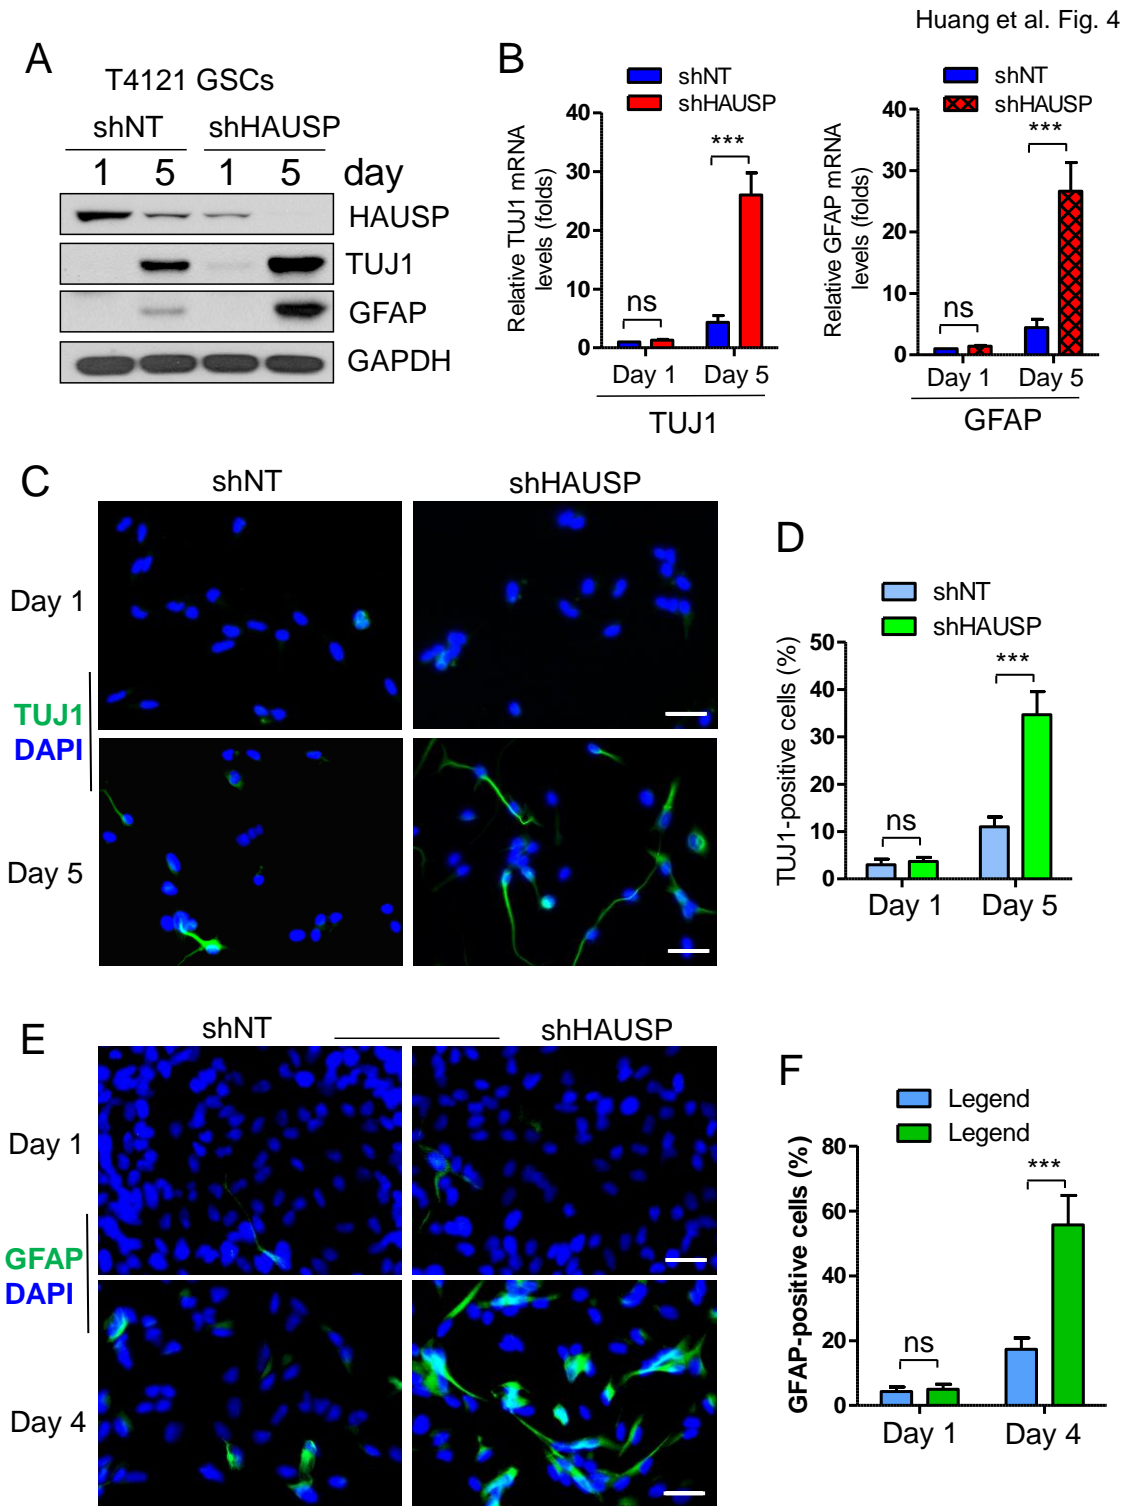 Huang et al. Fig. 4
A
T4121 GSCs
shNT shHAUSP
1 5 1 5 day
HAUSP
TUJ1
GFAP
GAPDH
B
shNT
shHAUSP
Relative TUJ1 mRNA
levels (folds)
40
30
20
10
0
ns
***
Day 1 Day 5
TUJ1
shNT
shHAUSP
Relative GFAP mRNA
levels (folds)
40
30
20
10
0
ns
***
Day 1 Day 5
GFAP
C
shNT shHAUSP
Day 1
TUJ1
DAPI
Day 5
D
shNT
shHAUSP
TUJ1-positive cells (%)
50
40
30
20
10
0
ns
***
Day 1 Day 5
E
shNT shHAUSP
Day 1
GFAP
DAPI
Day 4
F
Legend
Legend
GFAP-positive cells (%)
80
60
40
20
0
ns
***
Day 1 Day 4